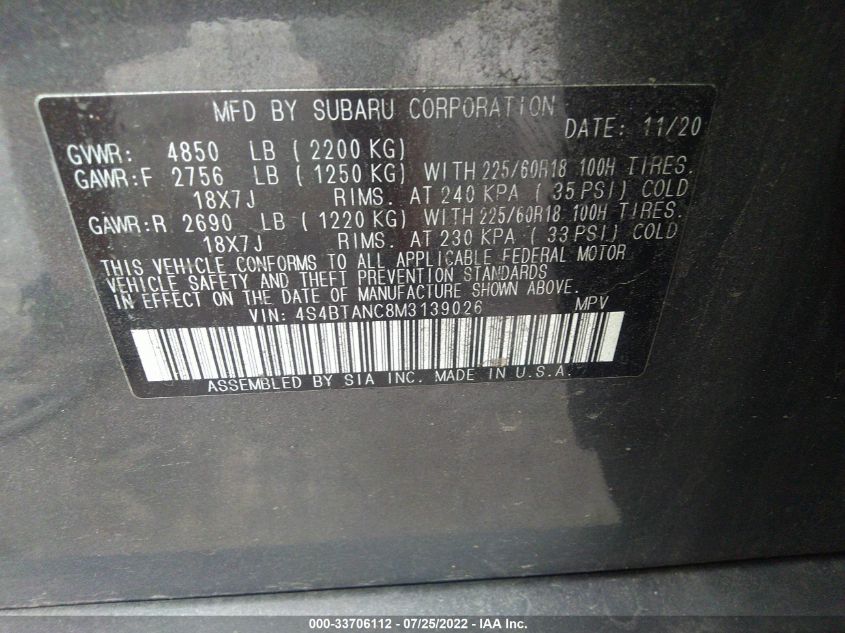 MFD BY SUBARU CORPORATION
DATE: 11/20
GVWR: 4850 LB ( 2200 KG)
GAWR:F 2756 LB ( 1250 KG) WITH 225/60R18 100H TIRES.
18X7J RIMS. AT 240 KPA ( 35 PSI) COLD
GAWR:R 2690 LB ( 1220 KG) WITH 225/60R18 100H TIRES.
18X7J RIMS. AT 230 KPA ( 33 PSI) COLD
THIS VEHICLE CONFORMS TO ALL APPLICABLE FEDERAL MOTOR
VEHICLE SAFETY AND THEFT PREVENTION STANDARDS
IN EFFECT ON THE DATE OF MANUFACTURE SHOWN ABOVE.
VIN: 4S4BTANC8M3139026 MPV
ASSEMBLED BY SIA INC. MADE IN U.S.A.
000-33706112 - 07/25/2022 - IAA Inc.